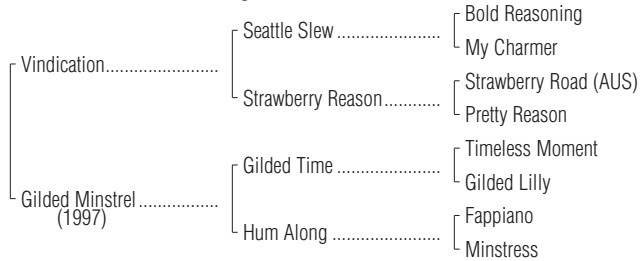 Bold Reasoning
Seattle Slew ....................
My Charmer
Vindication......................
Strawberry Road (AUS)
Strawberry Reason...........
Pretty Reason
Timeless Moment
Gilded Time ....................
Gilded Lilly
Gilded Minstrel ................
(1997)
Fappiano
Hum Along .....................
Minstress